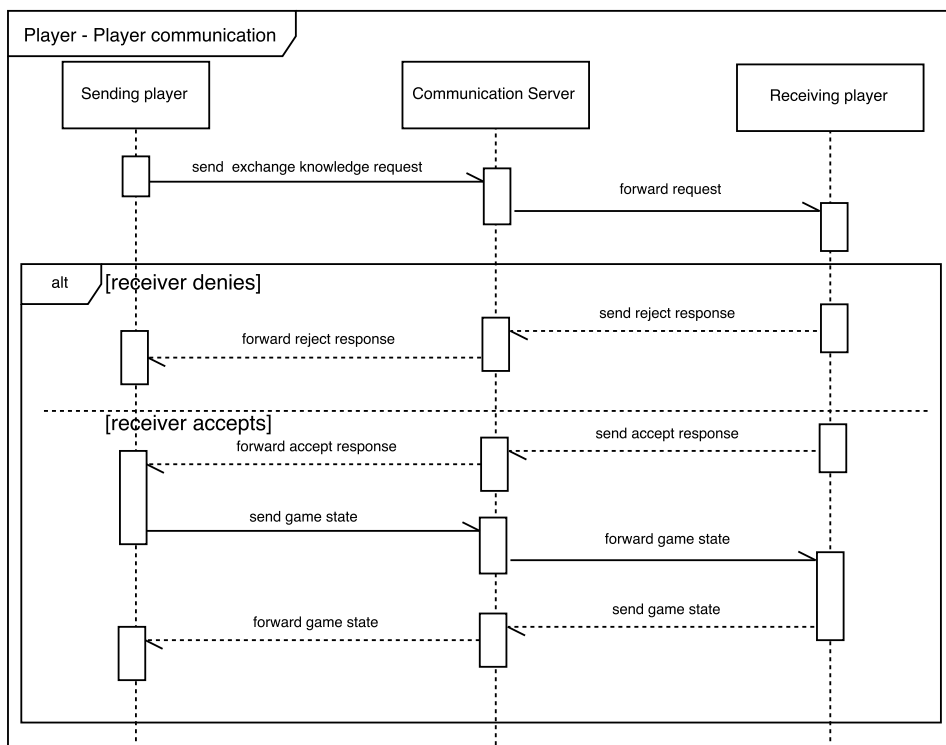 Player - Player communication
Sending player
Communication Server
Receiving player
send  exchange knowledge request
forward request
alt
[receiver denies]
send reject response
forward reject response
[receiver accepts]
send accept response
forward accept response
send game state
forward game state
send game state
forward game state